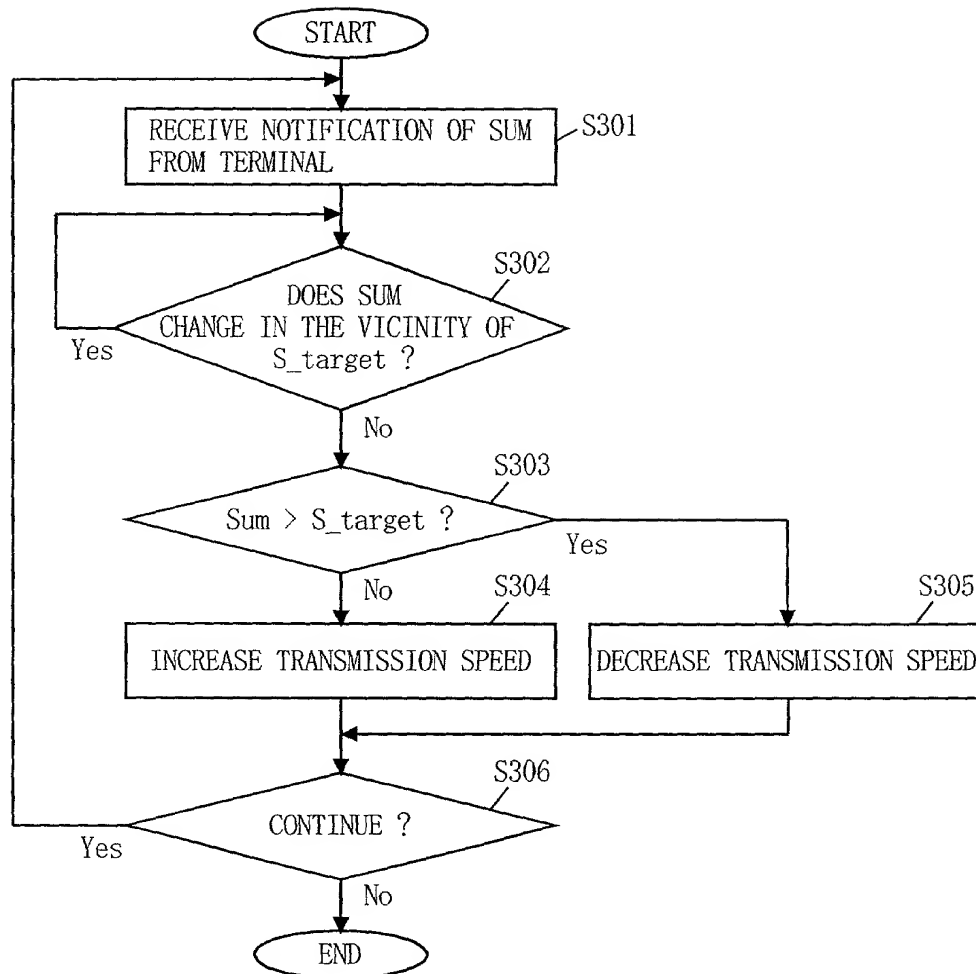 START
RECEIVE NOTIFICATION OF SUM
FROM TERMINAL
S301
S302
DOES SUM
CHANGE IN THE VICINITY OF
S_target ?
Yes
No
S303
Sum > S_target ?
Yes
No
S304
INCREASE TRANSMISSION SPEED
S305
DECREASE TRANSMISSION SPEED
S306
CONTINUE ?
Yes
No
END